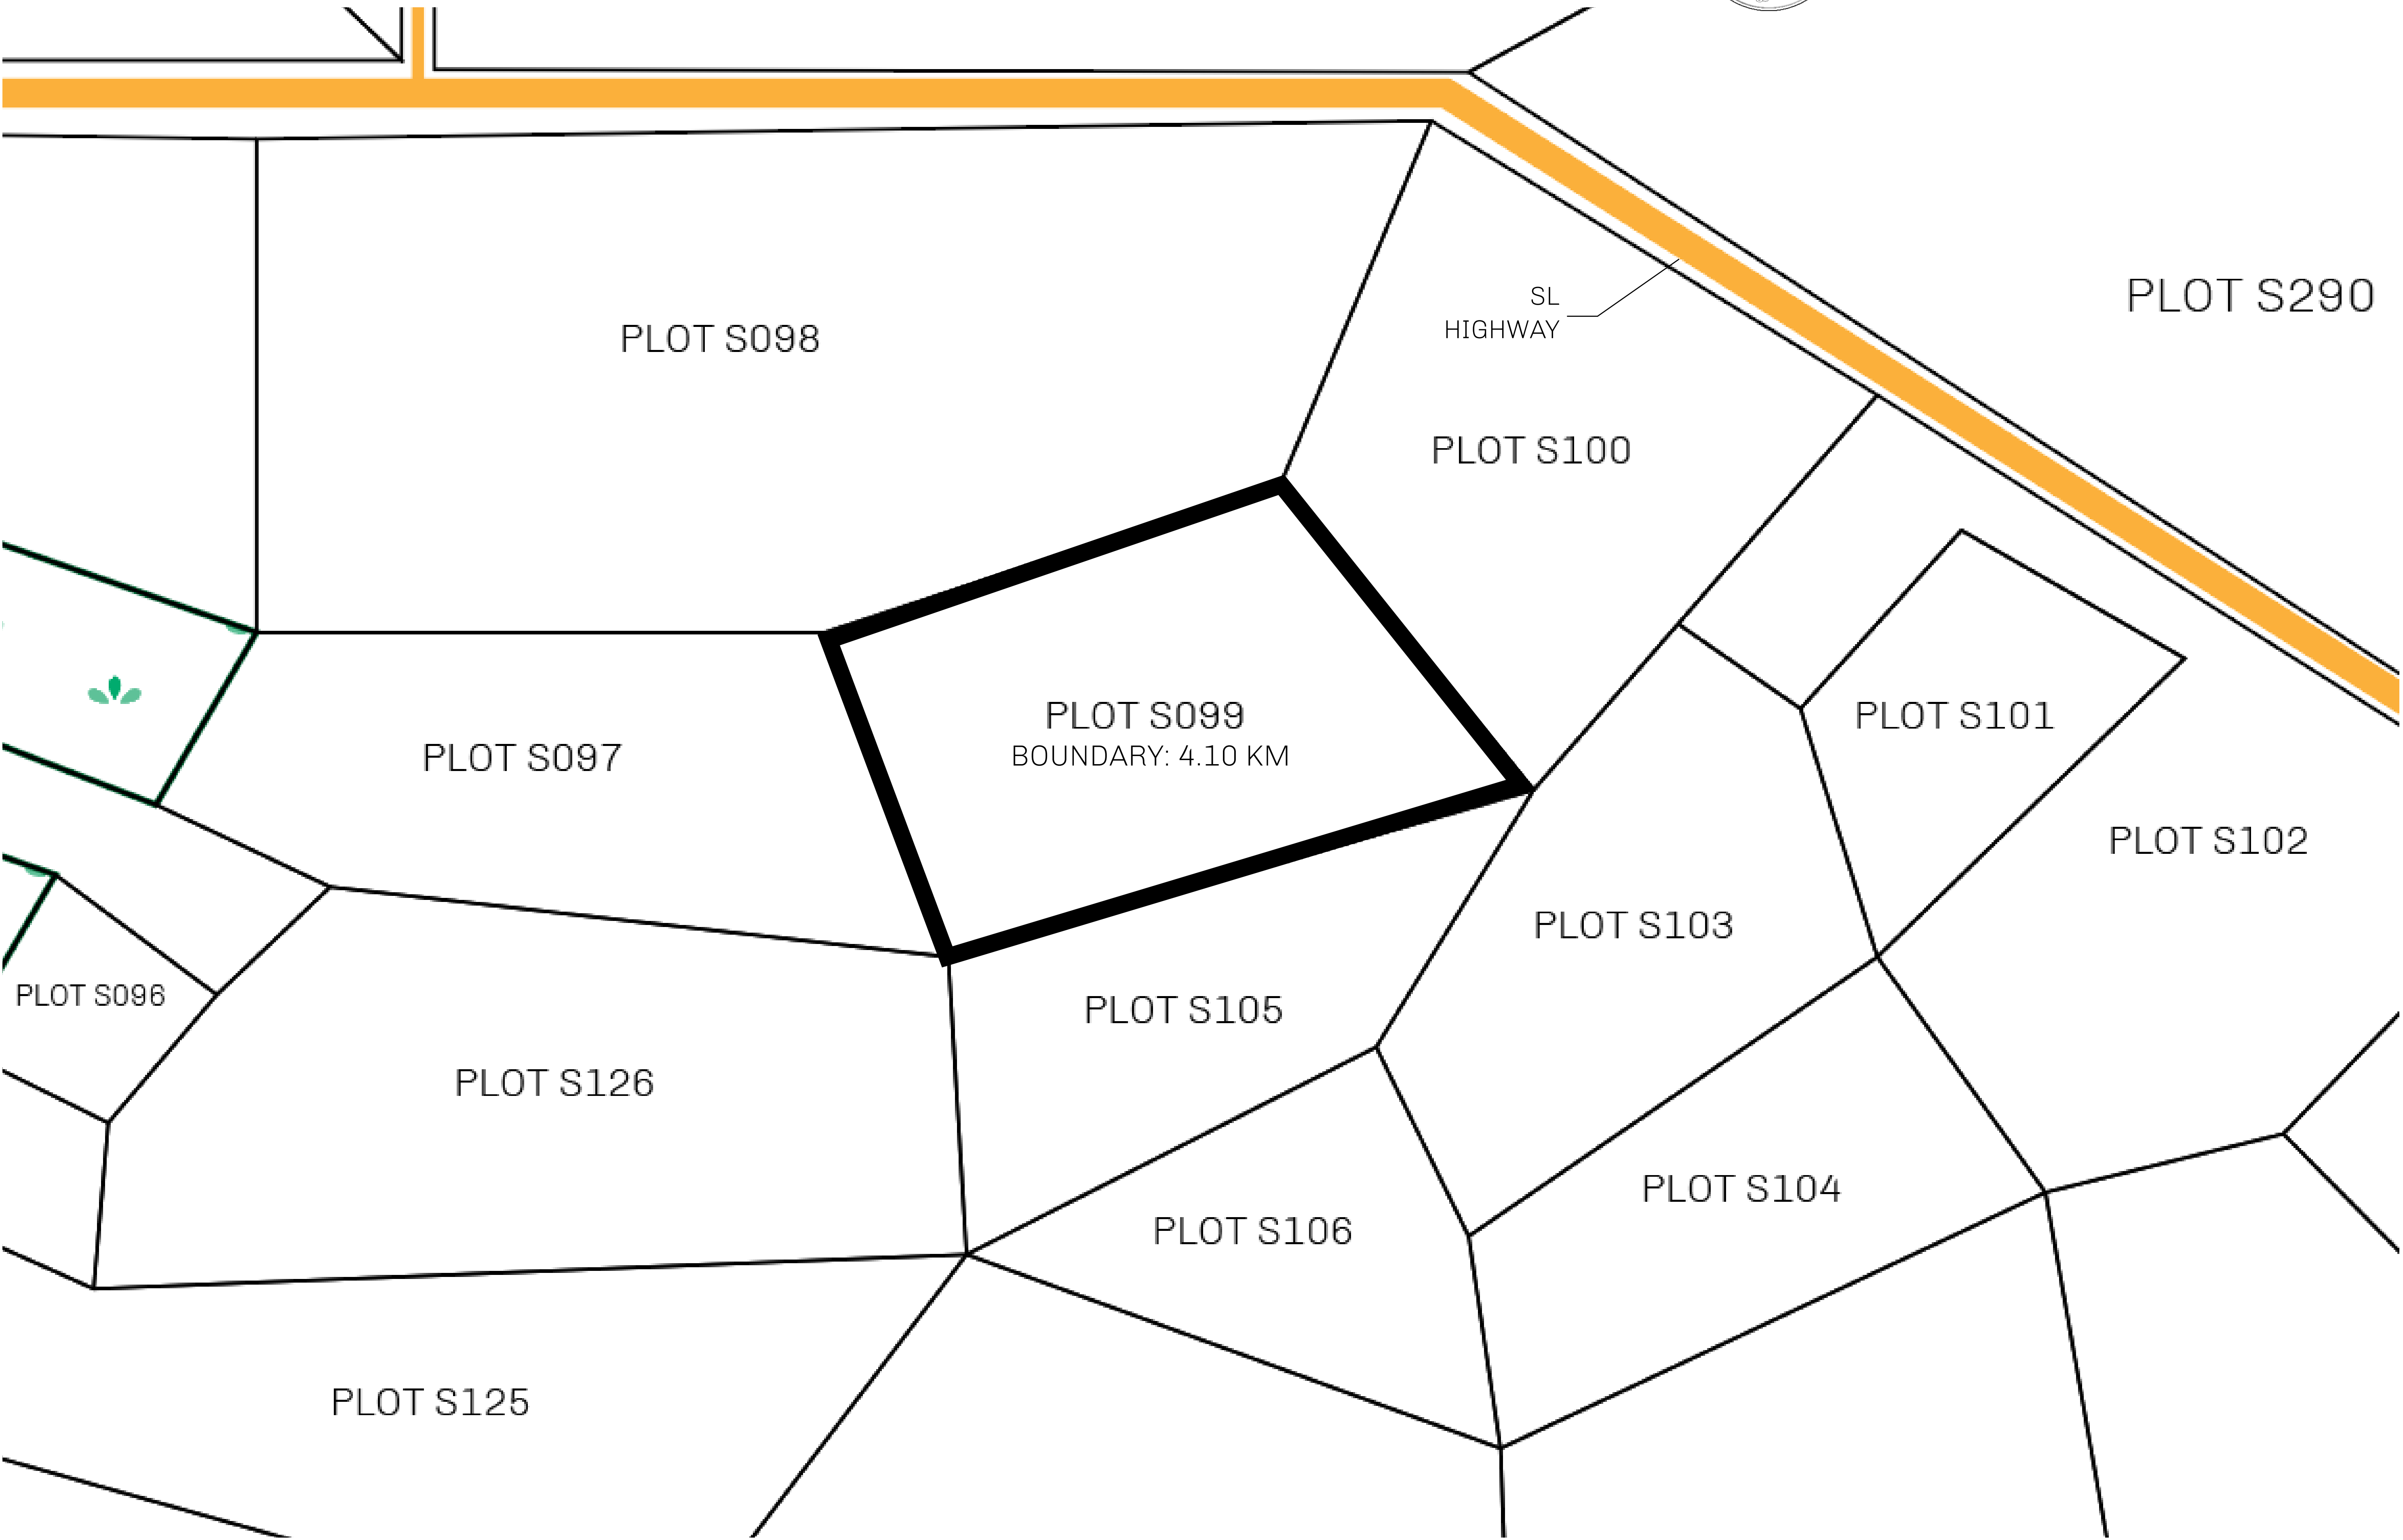 PLOT S290
SL
HIGHWAY
PLOT S098
PLOT S100
PLOT S099
BOUNDARY: 4.10 KM
PLOT S101
PLOT S097
PLOT S102
PLOT S103
PLOT S096
PLOT S105
PLOT S126
PLOT S104
PLOT S106
PLOT S125